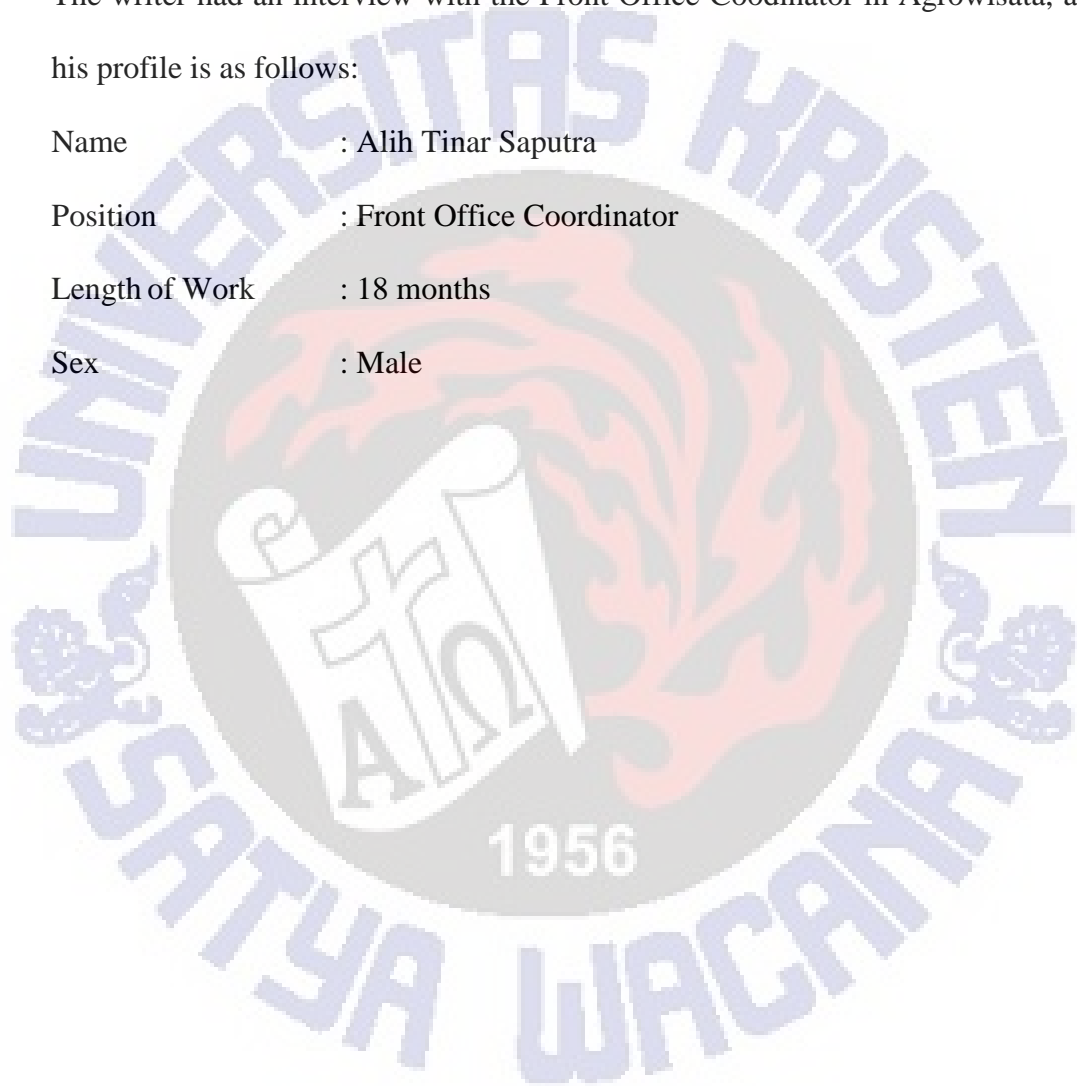 The writer had an interview with the Front Office Coodinator in Agrowisata, a
his profile is as follows:
Name : Alih Tinar Saputra
Position : Front Office Coordinator
Length of Work : 18 months
Sex : Male
UNIVERSITAS KRISTEN
A Ω
1956
SATYA WACANA